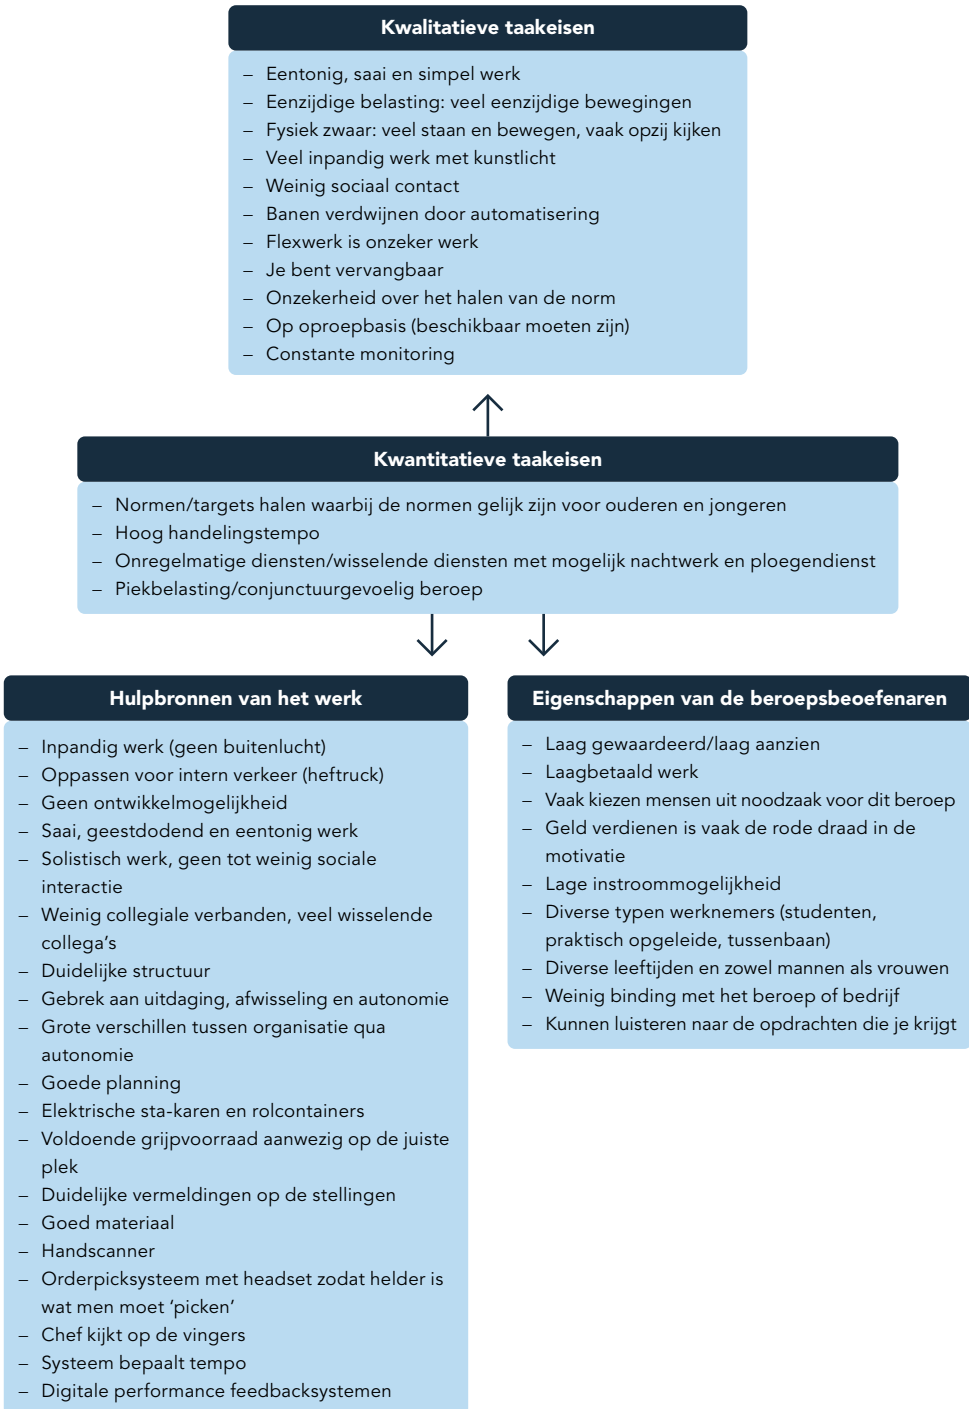 Kwalitatieve taakeisen
– Eentonig, saai en simpel werk
– Eenzijdige belasting: veel eenzijdige bewegingen
– Fysiek zwaar: veel staan en bewegen, vaak opzij kijken
– Veel inpandig werk met kunstlicht
– Weinig sociaal contact
– Banen verdwijnen door automatisering
– Flexwerk is onzeker werk
– Je bent vervangbaar
– Onzekerheid over het halen van de norm
– Op oproepbasis (beschikbaar moeten zijn)
– Constante monitoring
Kwantitatieve taakeisen
– Normen/targets halen waarbij de normen gelijk zijn voor ouderen en jongeren
– Hoog handelingstempo
– Onregelmatige diensten/wisselende diensten met mogelijk nachtwerk en ploegendienst
– Piekbelasting/conjunctuurgevoelig beroep
Hulpbronnen van het werk
– Inpandig werk (geen buitenlucht)
– Oppassen voor intern verkeer (heftruck)
– Geen ontwikkelmogelijkheid
– Saai, geestdodend en eentonig werk
– Solistisch werk, geen tot weinig sociale
interactie
– Weinig collegiale verbanden, veel wisselende
collega's
– Duidelijke structuur
– Gebrek aan uitdaging, afwisseling en autonomie
– Grote verschillen tussen organisatie qua
autonomie
– Goede planning
– Elektrische sta-karen en rolcontainers
– Voldoende grijpvoorraad aanwezig op de juiste
plek
– Duidelijke vermeldingen op de stellingen
– Goed materiaal
– Handscanner
– Orderpicksysteem met headset zodat helder is
wat men moet 'picken'
– Chef kijkt op de vingers
– Systeem bepaalt tempo
– Digitale performance feedbacksystemen
Eigenschappen van de beroepsbeoefenaren
– Laag gewaardeerd/laag aanzien
– Laagbetaald werk
– Vaak kiezen mensen uit noodzaak voor dit beroep
– Geld verdienen is vaak de rode draad in de
motivatie
– Lage instroommogelijkheid
– Diverse typen werknemers (studenten,
praktisch opgeleide, tussenbaan)
– Diverse leeftijden en zowel mannen als vrouwen
– Weinig binding met het beroep of bedrijf
– Kunnen luisteren naar de opdrachten die je krijgt